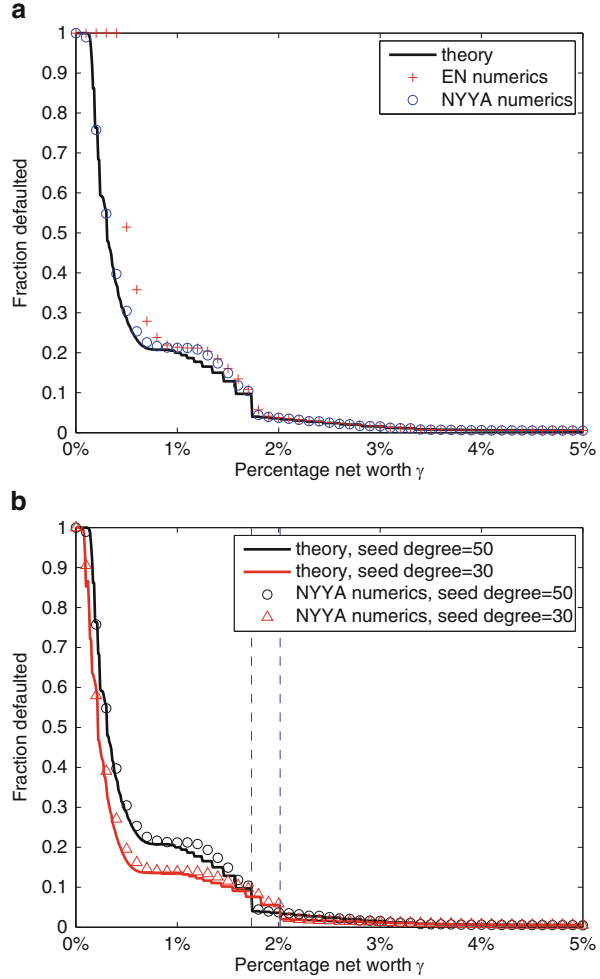 a
1
0.9
0.8
0.7
0.6
0.5
0.4
0.3
0.2
0.1
0
Fraction defaulted
theory
EN numerics
NYYA numerics
0% 1% 2% 3% 4% 5%
Percentage net worth γ
b
1
0.9
0.8
0.7
0.6
0.5
0.4
0.3
0.2
0.1
0
Fraction defaulted
theory, seed degree=50
theory, seed degree=30
NYYA numerics, seed degree=50
NYYA numerics, seed degree=30
0% 1% 2% 3% 4% 5%
Percentage net worth γ